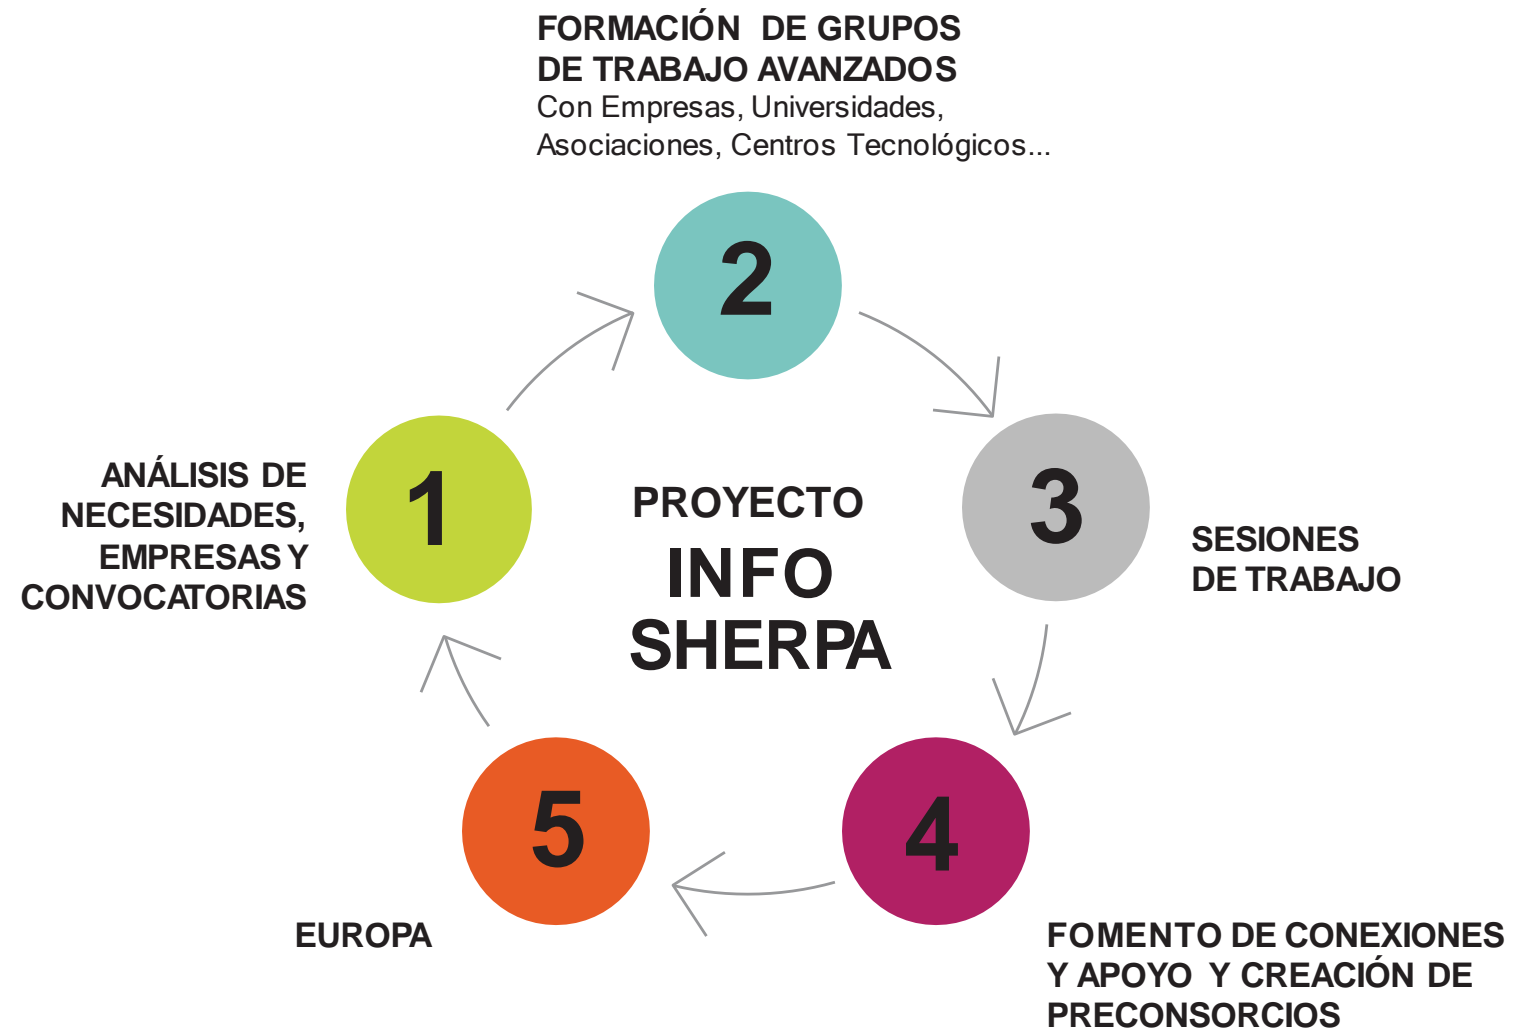 FORMACIÓN DE GRUPOS
DE TRABAJO AVANZADOS
Con Empresas, Universidades,
Asociaciones, Centros Tecnológicos...
2
1
ANÁLISIS DE
NECESIDADES,
EMPRESAS Y
CONVOCATORIAS
PROYECTO
INFO
SHERPA
3
SESIONES
DE TRABAJO
5
EUROPA
4
FOMENTO DE CONEXIONES
Y APOYO Y CREACIÓN DE
PRECONSORCIOS